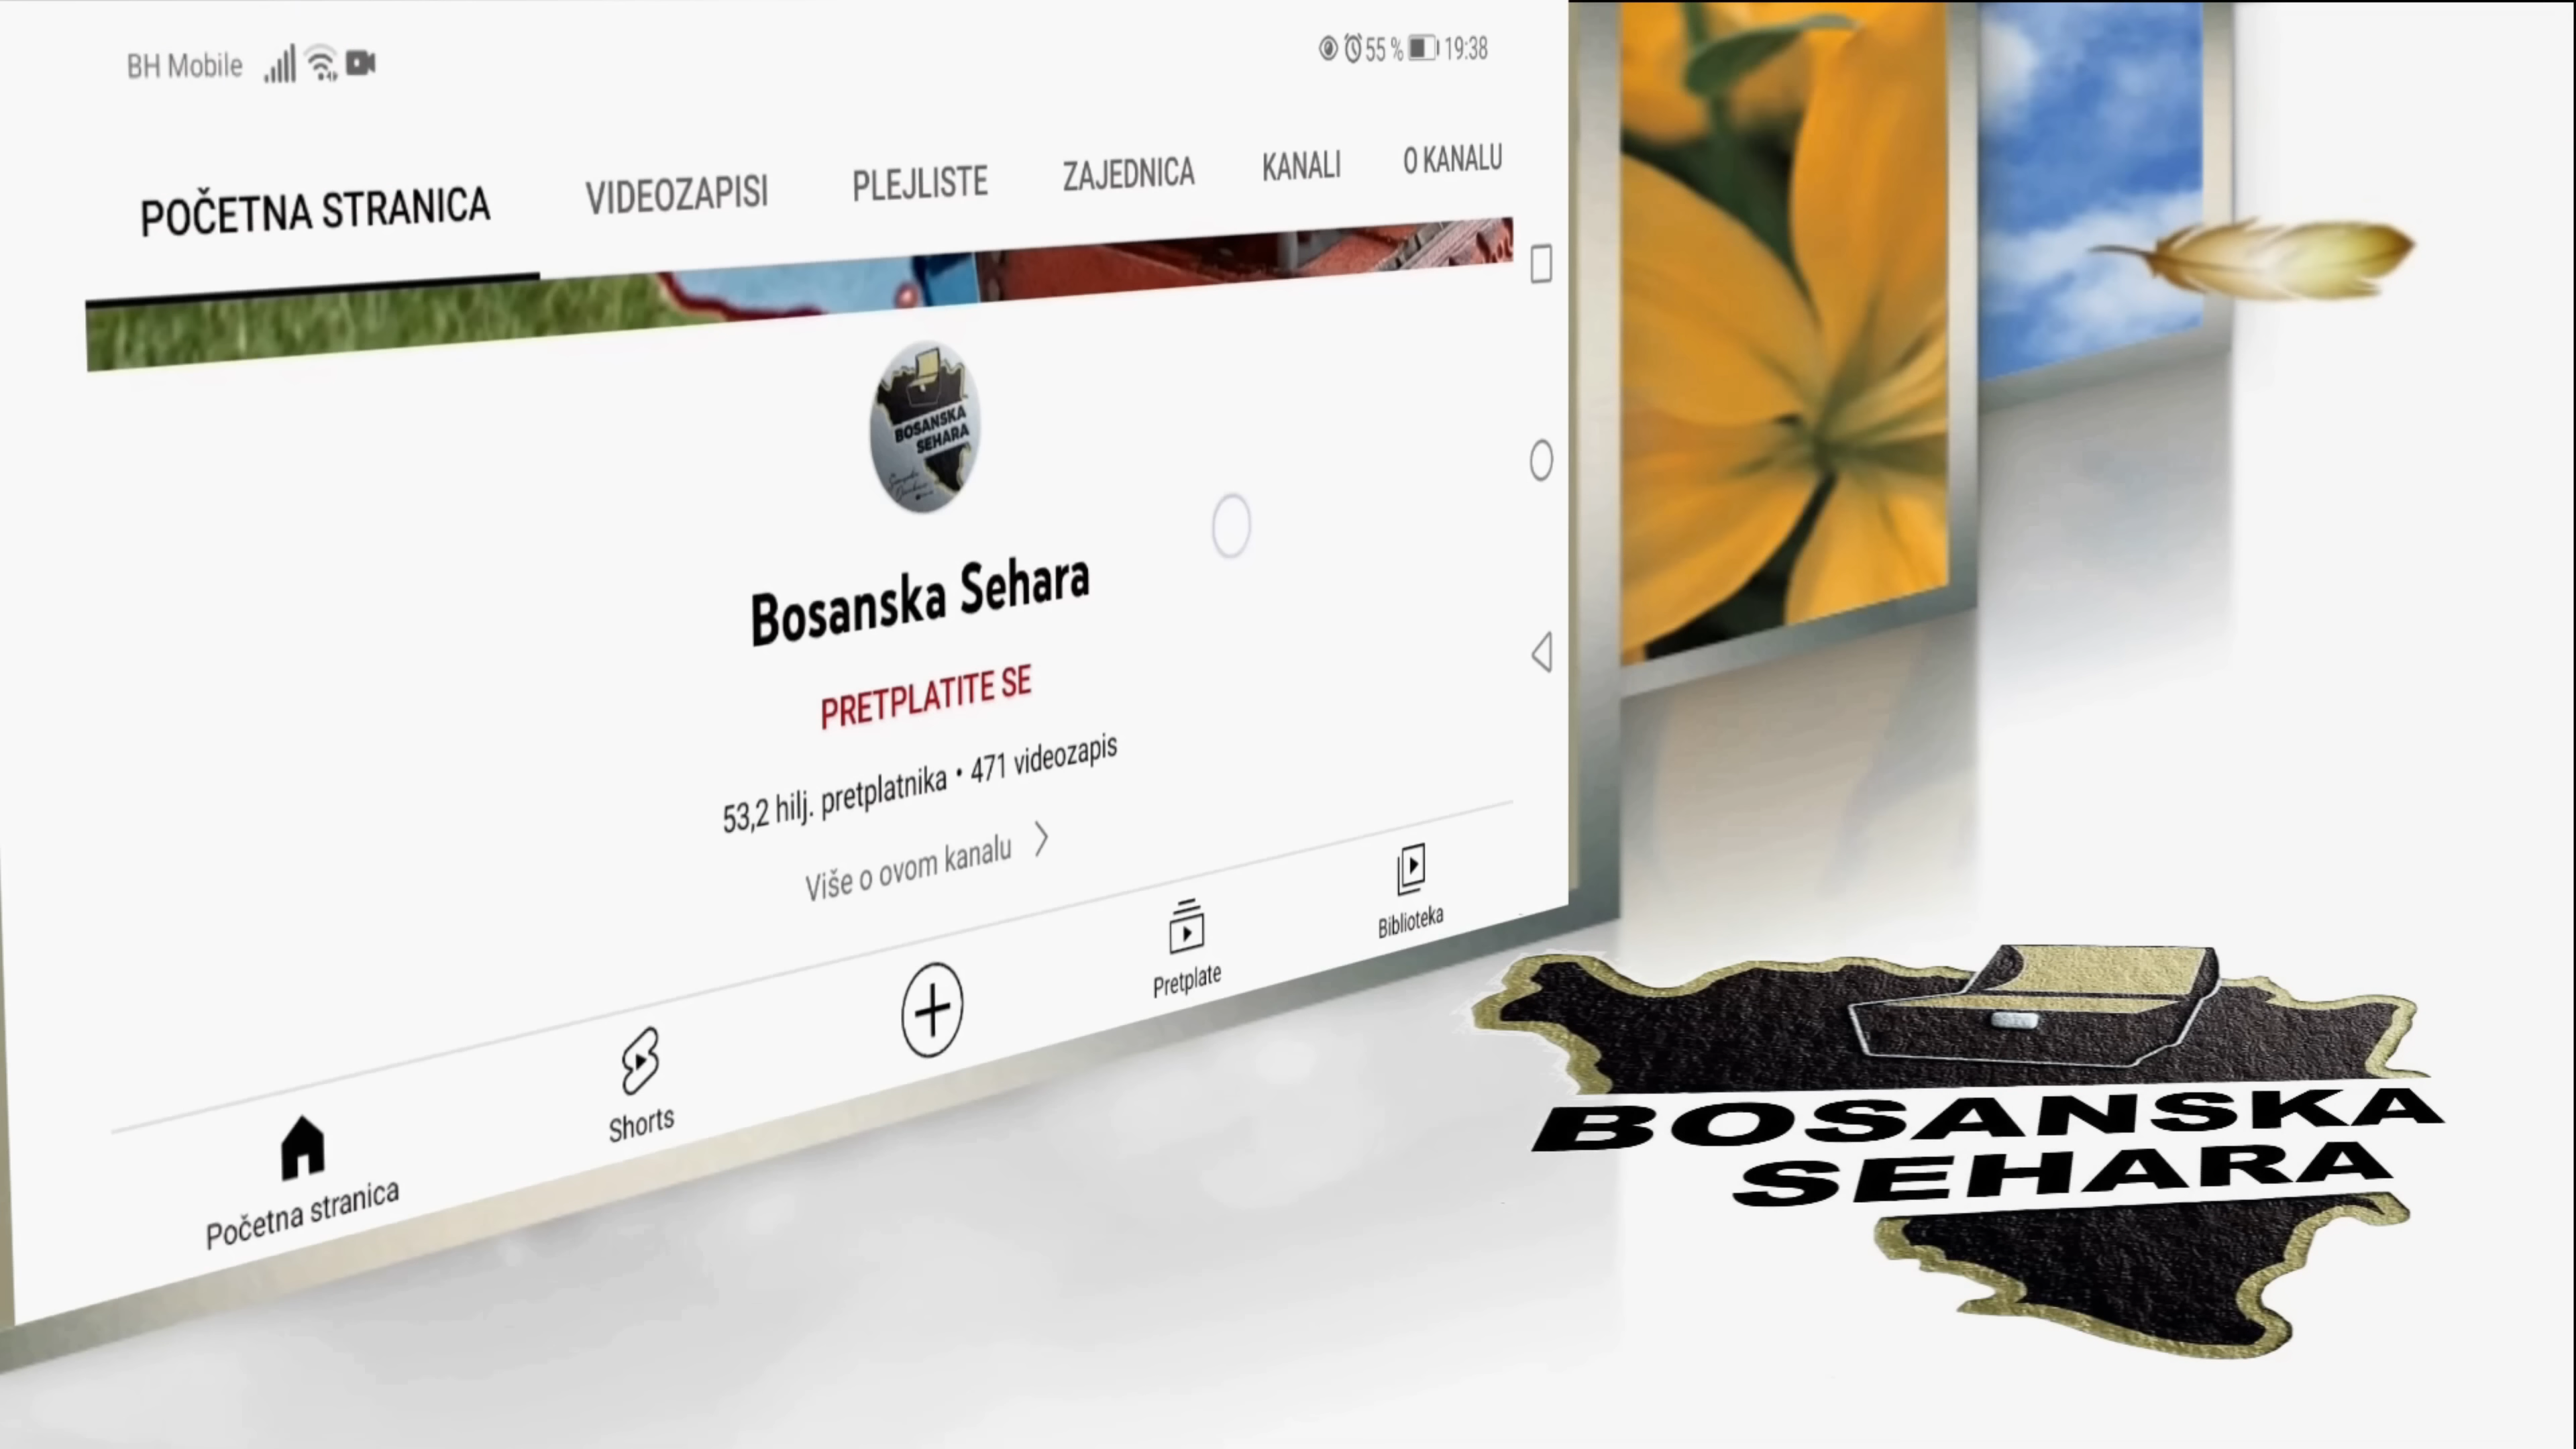 BH Mobile
55 % 19:38
POČETNA STRANICA VIDEOZAPISI PLEJLISTE ZAJEDNICA KANALI O KANALU
BOSANSKA
SEHARA
Bosanska Sehara
PRETPLATITE SE
53,2 hilj. pretplatnika • 471 videozapis
Više o ovom kanalu
Početna stranica
Shorts
Pretplate
Biblioteka
BOSANSKA
SEHARA